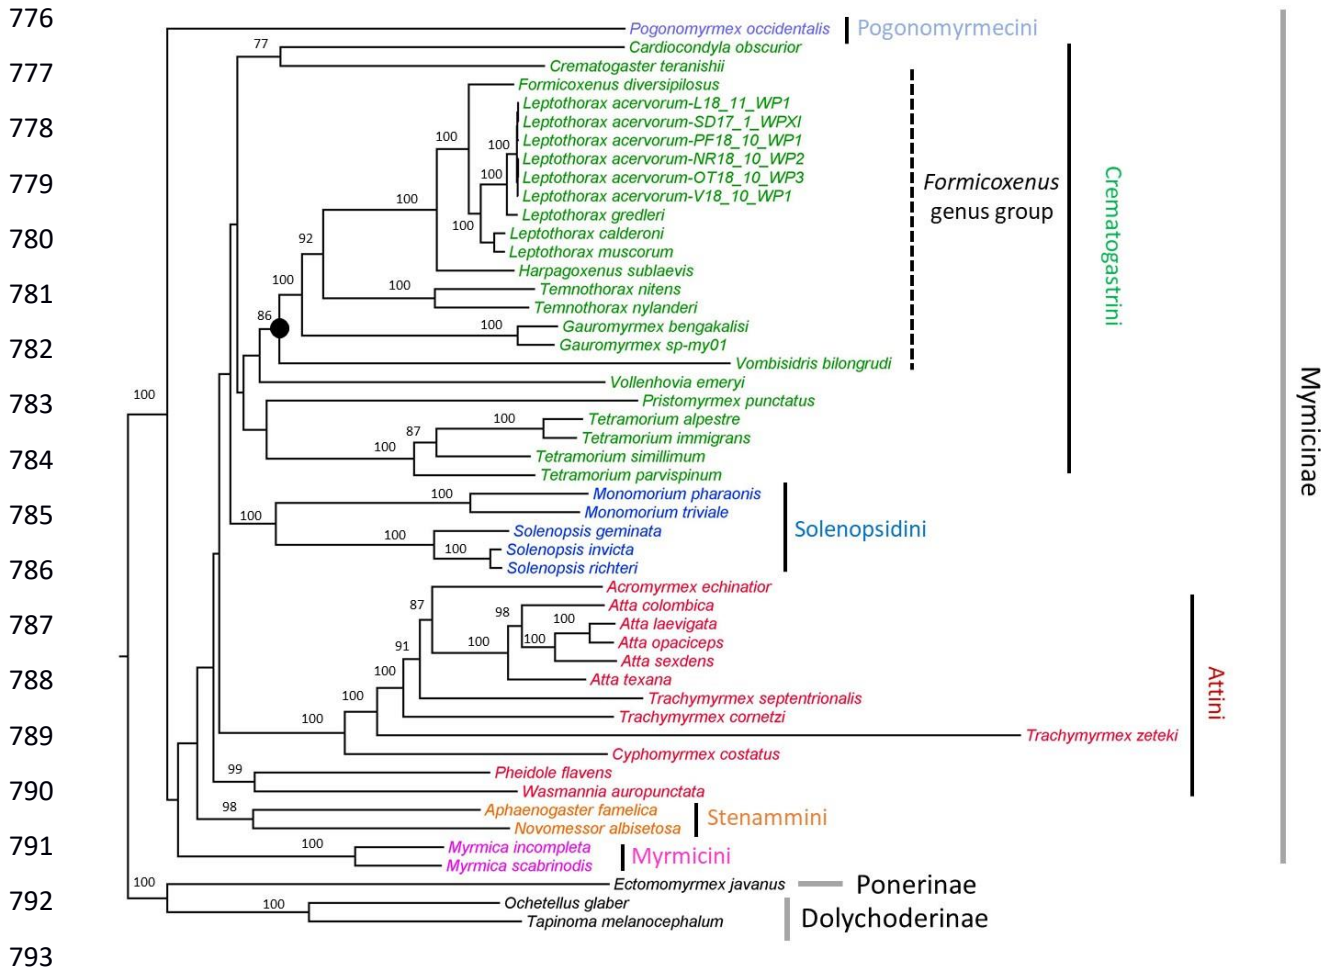 776
Pogonomyrmex occidentalis Pogonomyrmecini
77 Cardiocondyla obscurior
777 Crematogaster teranishii
Formicoxenus diversipilosus
Leptothorax acervorum-L18_11_WP1
778 Leptothorax acervorum-SD17_1_WPXI
100 Leptothorax acervorum-PF18_10_WP1
100 Leptothorax acervorum-NR18_10_WP2
779 100 Leptothorax acervorum-OT18_10_WP3
Formicoxenus
genus group
Crematogastrini
100 Leptothorax acervorum-V18_10_WP1
Leptothorax gredleri
780 92 100 Leptothorax calderoni
Leptothorax muscorum
Harpagoxenus sublaevis
781 100 100 Temnothorax nitens
Temnothorax nylanderi
86 100 Gauromyrmex bengakalisi
782 Gauromyrmex sp-my01
Vombisidris bilongrudi
Vollenhovia emeryi
Mymicinae
783 100 Pristomyrmex punctatus
100 Tetramorium alpestre
87 Tetramorium immigrans
784 100 Tetramorium simillimum
Tetramorium parvispinum
100 Monomorium pharaonis
785 100 Monomorium triviale
Solenopsidini
100 Solenopsis geminata
100 Solenopsis invicta
786 Solenopsis richteri
Acromyrmex echinatior
87 98 Atta colombica
787 100 Atta laevigata
91 100 100 Atta opaciceps
Atta sexdens
788 100 Atta texana
Attini
100 Trachymyrmex septentrionalis
100 Trachymyrmex cornetzi
789 Trachymyrmex zeteki
Cyphomyrmex costatus
99 Pheidole flavens
790 Wasmannia auropunctata
98 Aphaenogaster famelica
Stenammini
Novomessor albisetosa
791 100 Myrmica incompleta
Myrmicini
Myrmica scabrinodis
100 Ectomomyrmex javanus Ponerinae
792 100 Ochetellus glaber
Dolychoderinae
Tapinoma melanocephalum
793